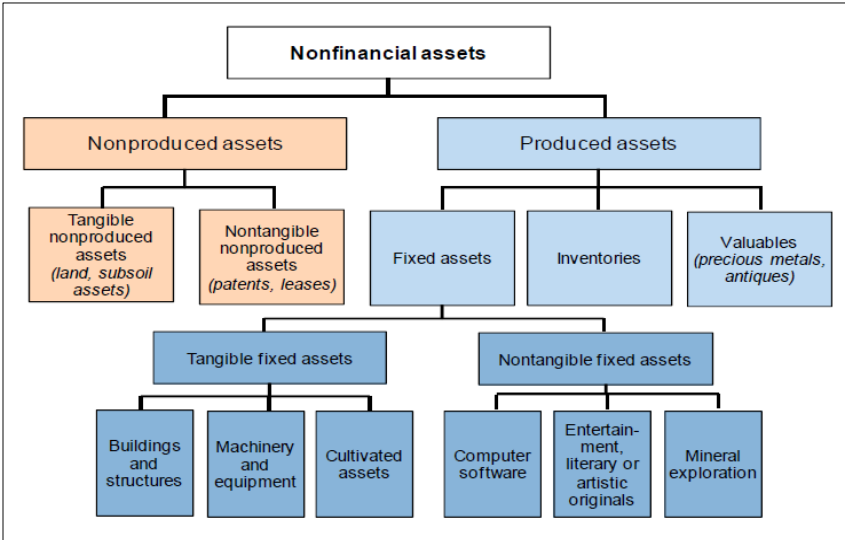 Nonfinancial assets
Nonproduced assets
Produced assets
Tangible
nonproduced
assets
(land, subsoil
assets)
Nontangible
nonproduced
assets
(patents, leases)
Fixed assets
Inventories
Valuables
(precious metals,
antiques)
Tangible fixed assets
Nontangible fixed assets
Buildings
and
structures
Machinery
and
equipment
Cultivated
assets
Computer
software
Entertain-
ment,
literary or
artistic
originals
Mineral
exploration